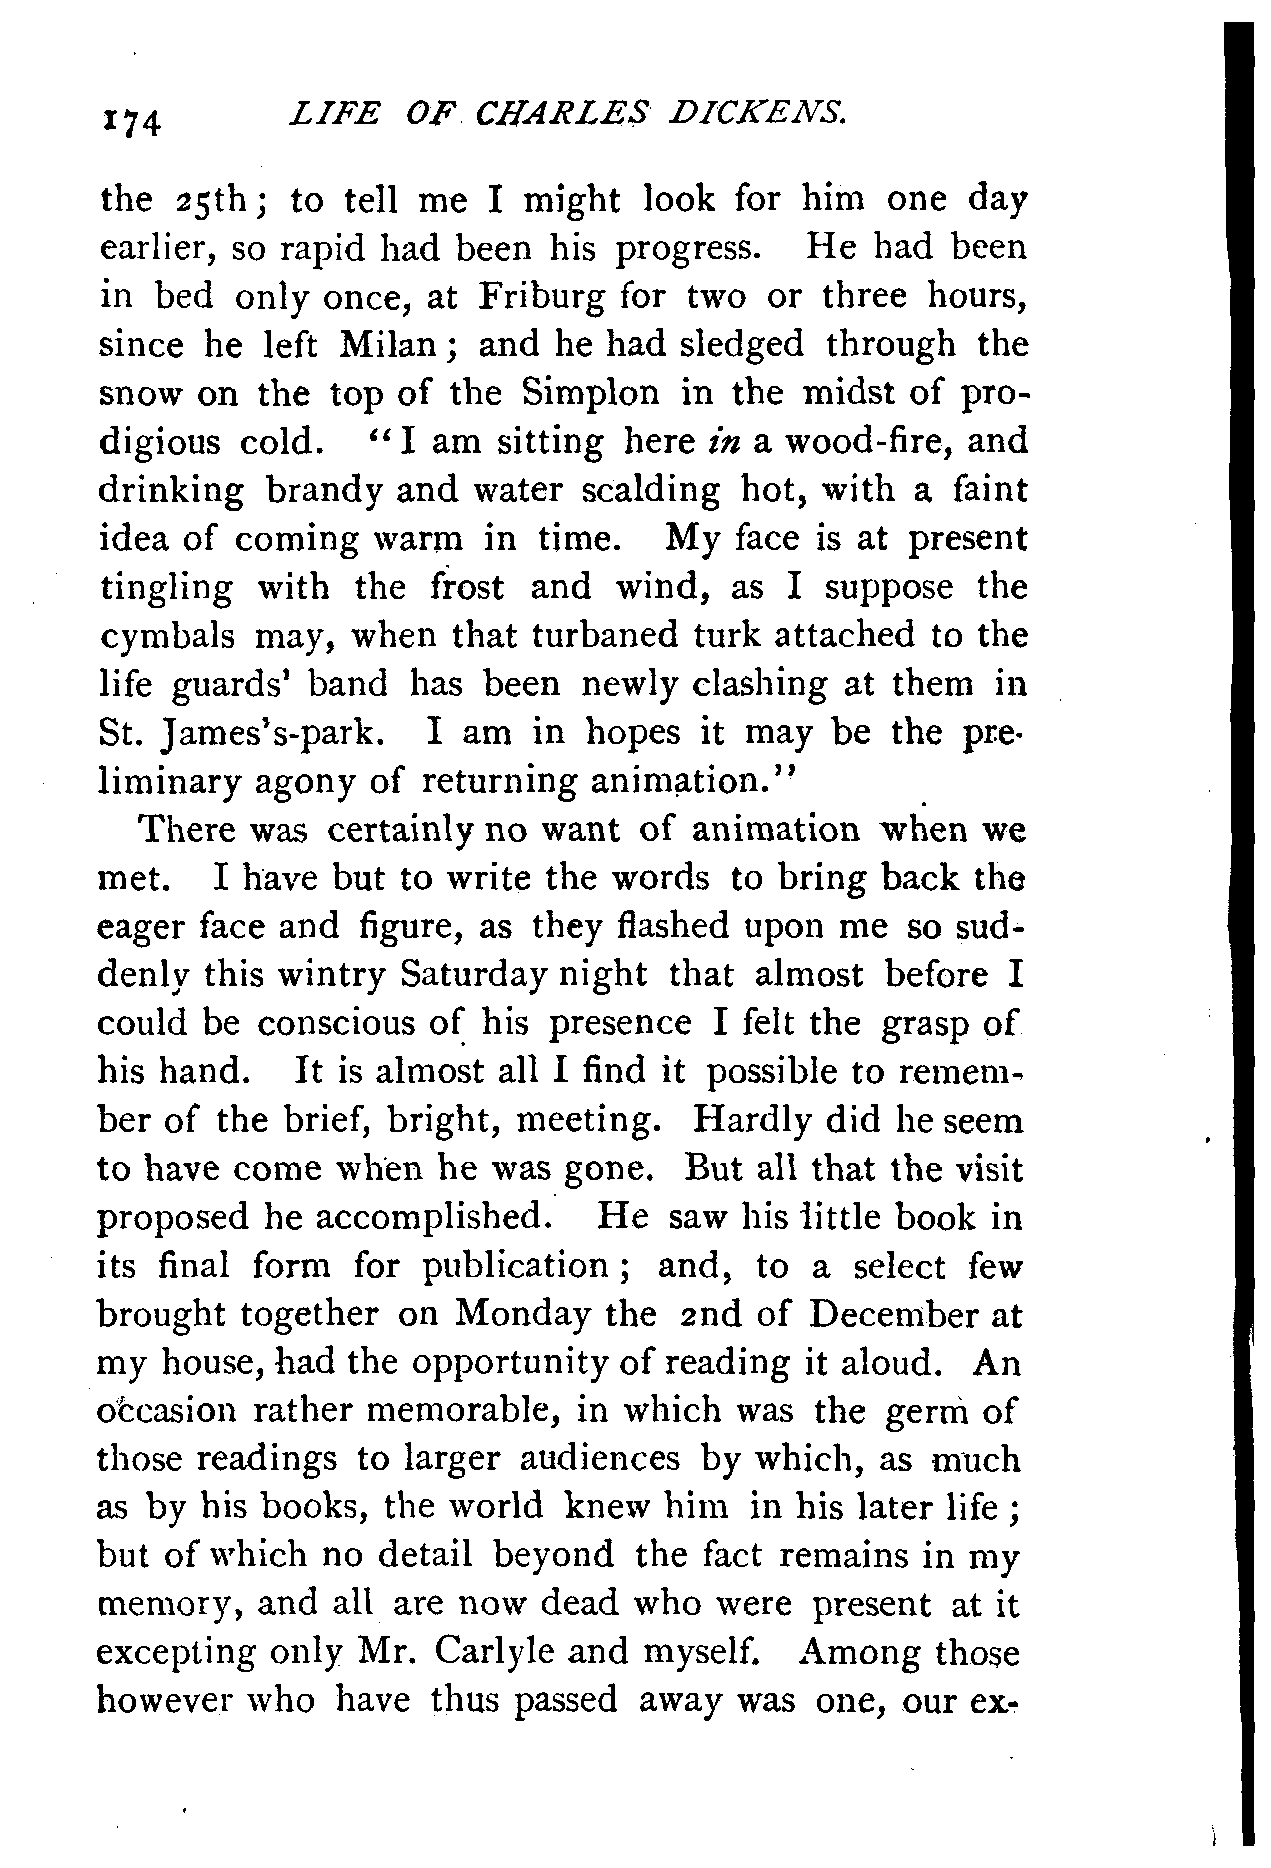 174 LIFE OF CHARLES DICKENS.
the 25th; to tell me I might look for him one day
earlier, so rapid had been his progress. He had been
in bed only once, at Friburg for two or three hours,
since he left Milan; and he had sledged through the
snow on the top of the Simplon in the midst of pro-
digious cold. "I am sitting here in a wood-fire, and
drinking brandy and water scalding hot, with a faint
idea of coming warm in time. My face is at present
tingling with the frost and wind, as I suppose the
cymbals may, when that turbaned turk attached to the
life guards' band has been newly clashing at them in
St. James's-park. I am in hopes it may be the pre-
liminary agony of returning animation."
There was certainly no want of animation when we
met. I have but to write the words to bring back the
eager face and figure, as they flashed upon me so sud-
denly this wintry Saturday night that almost before I
could be conscious of his presence I felt the grasp of
his hand. It is almost all I find it possible to remem-
ber of the brief, bright, meeting. Hardly did he seem
to have come when he was gone. But all that the visit
proposed he accomplished. He saw his little book in
its final form for publication; and, to a select few
brought together on Monday the 2nd of December at
my house, had the opportunity of reading it aloud. An
occasion rather memorable, in which was the germ of
those readings to larger audiences by which, as much
as by his books, the world knew him in his later life;
but of which no detail beyond the fact remains in my
memory, and all are now dead who were present at it
excepting only Mr. Carlyle and myself. Among those
however who have thus passed away was one, our ex-